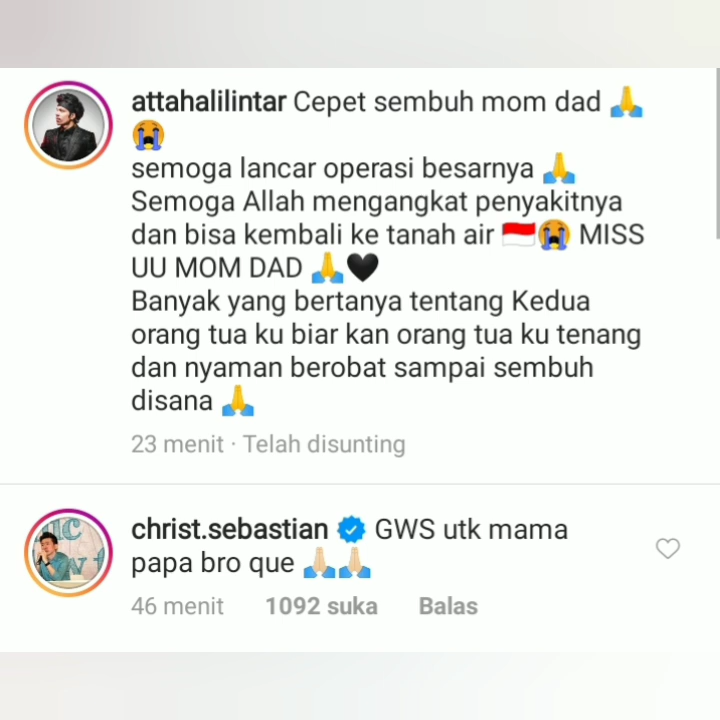 attahalilintar Cepet sembuh mom dad 🙏
😭
semoga lancar operasi besarnya 🙏
Semoga Allah mengangkat penyakitnya
dan bisa kembali ke tanah air 🇮🇩😭 MISS
UU MOM DAD 🙏🖤
Banyak yang bertanya tentang Kedua
orang tua ku biar kan orang tua ku tenang
dan nyaman berobat sampai sembuh
disana 🙏
23 menit · Telah disunting
christ.sebastian GWS utk mama
papa bro que 🙏🏼🙏🏼
46 menit 1092 suka Balas